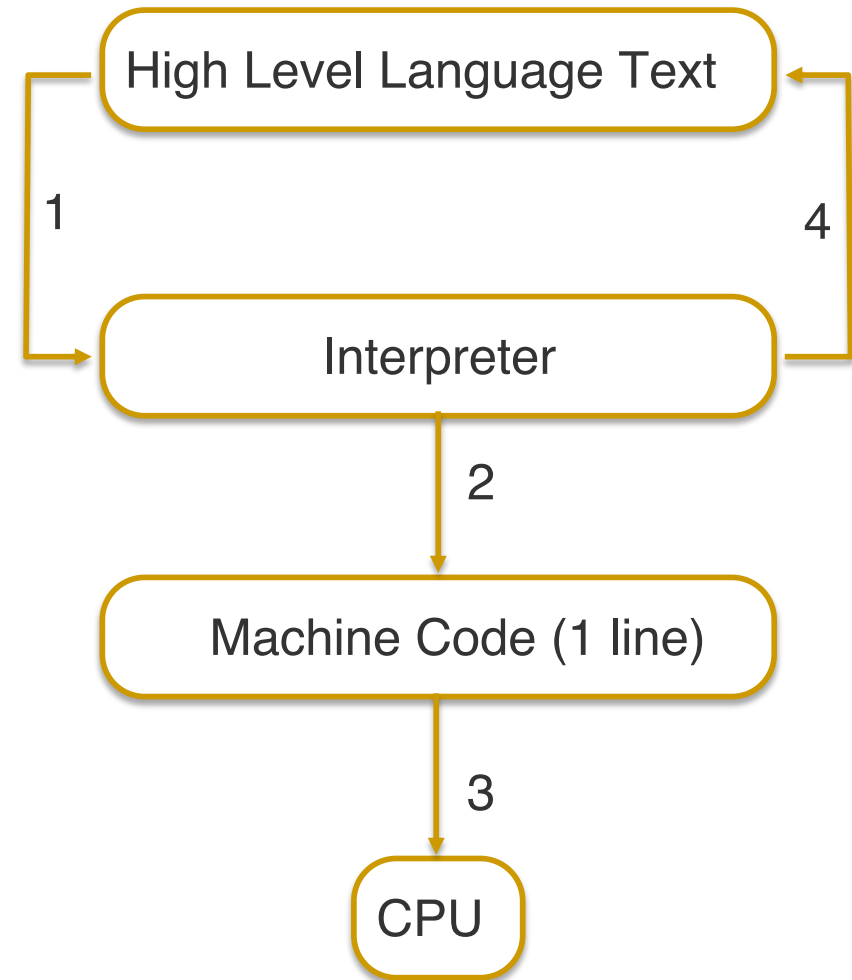 High Level Language Text
1
4
Interpreter
2
Machine Code (1 line)
3
CPU